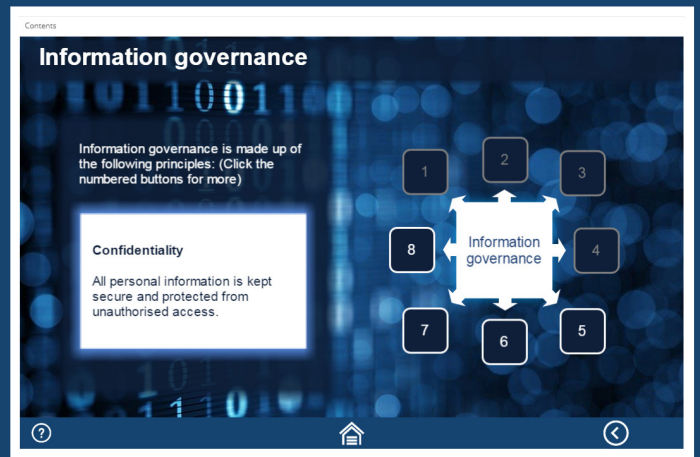 Contents
Information governance
Information governance is made up of
the following principles: (Click the
numbered buttons for more)
Confidentiality
All personal information is kept
secure and protected from
unauthorised access.
1
2
3
8
Information
governance
4
7
6
5
?